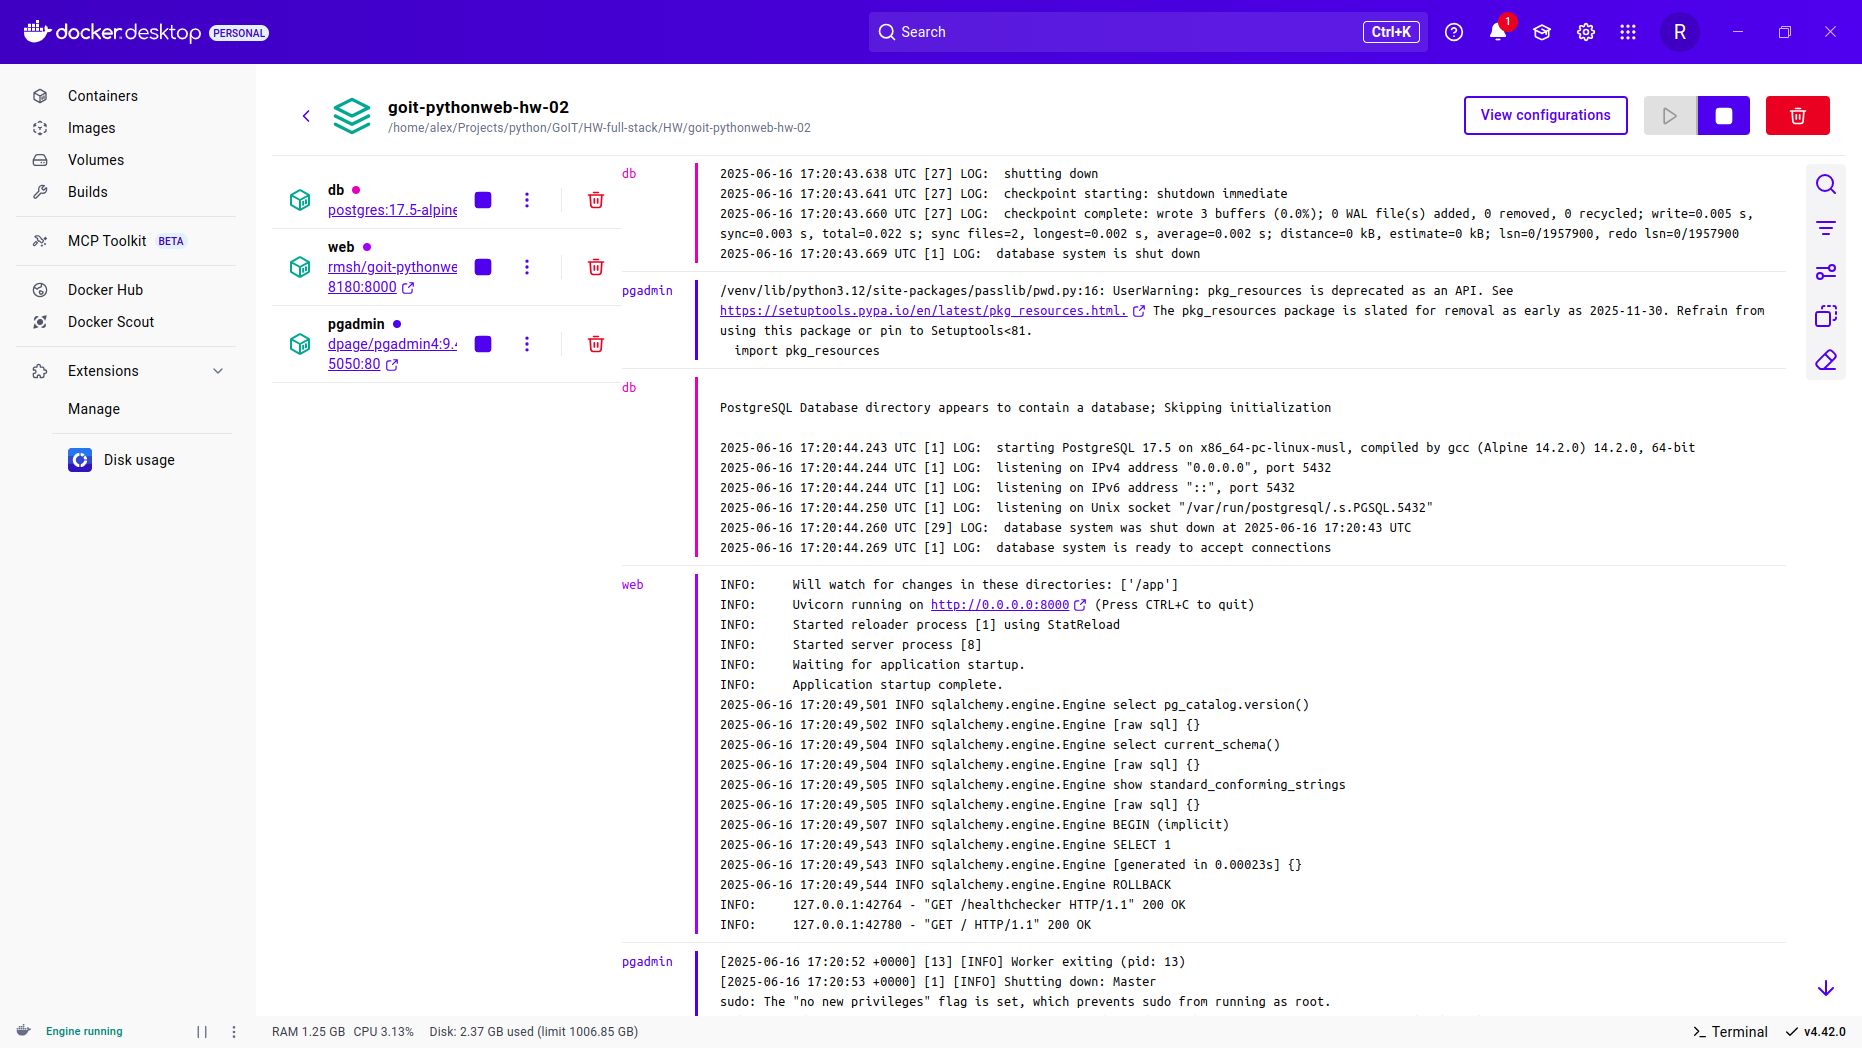 docker.desktop PERSONAL
Search
Ctrl+K
1
R
Containers
Images
Volumes
Builds
MCP Toolkit BETA
Docker Hub
Docker Scout
Extensions
Manage
Disk usage
goit-pythonweb-hw-02
/home/alex/Projects/python/GoIT/HW-full-stack/HW/goit-pythonweb-hw-02
View configurations
db
postgres:17.5-alpine
web
rmsh/goit-pythonwe
8180:8000
pgadmin
dpage/pgadmin4:9.4
5050:80
db
2025-06-16 17:20:43.638 UTC [27] LOG:  shutting down
2025-06-16 17:20:43.641 UTC [27] LOG:  checkpoint starting: shutdown immediate
2025-06-16 17:20:43.660 UTC [27] LOG:  checkpoint complete: wrote 3 buffers (0.0%); 0 WAL file(s) added, 0 removed, 0 recycled; write=0.005 s,
sync=0.003 s, total=0.022 s; sync files=2, longest=0.002 s, average=0.002 s; distance=0 kB, estimate=0 kB; lsn=0/1957900, redo lsn=0/1957900
2025-06-16 17:20:43.669 UTC [1] LOG:  database system is shut down
pgadmin
/venv/lib/python3.12/site-packages/passlib/pwd.py:16: UserWarning: pkg_resources is deprecated as an API. See
https://setuptools.pypa.io/en/latest/pkg_resources.html. The pkg_resources package is slated for removal as early as 2025-11-30. Refrain from
using this package or pin to Setuptools<81.
import pkg_resources
db
PostgreSQL Database directory appears to contain a database; Skipping initialization
2025-06-16 17:20:44.243 UTC [1] LOG:  starting PostgreSQL 17.5 on x86_64-pc-linux-musl, compiled by gcc (Alpine 14.2.0) 14.2.0, 64-bit
2025-06-16 17:20:44.244 UTC [1] LOG:  listening on IPv4 address "0.0.0.0", port 5432
2025-06-16 17:20:44.244 UTC [1] LOG:  listening on IPv6 address "::", port 5432
2025-06-16 17:20:44.250 UTC [1] LOG:  listening on Unix socket "/var/run/postgresql/.s.PGSQL.5432"
2025-06-16 17:20:44.260 UTC [29] LOG:  database system was shut down at 2025-06-16 17:20:43 UTC
2025-06-16 17:20:44.269 UTC [1] LOG:  database system is ready to accept connections
web
INFO:     Will watch for changes in these directories: ['/app']
INFO:     Uvicorn running on http://0.0.0.0:8000 (Press CTRL+C to quit)
INFO:     Started reloader process [1] using StatReload
INFO:     Started server process [8]
INFO:     Waiting for application startup.
INFO:     Application startup complete.
2025-06-16 17:20:49,501 INFO sqlalchemy.engine.Engine select pg_catalog.version()
2025-06-16 17:20:49,502 INFO sqlalchemy.engine.Engine [raw sql] {}
2025-06-16 17:20:49,504 INFO sqlalchemy.engine.Engine select current_schema()
2025-06-16 17:20:49,504 INFO sqlalchemy.engine.Engine [raw sql] {}
2025-06-16 17:20:49,505 INFO sqlalchemy.engine.Engine show standard_conforming_strings
2025-06-16 17:20:49,505 INFO sqlalchemy.engine.Engine [raw sql] {}
2025-06-16 17:20:49,507 INFO sqlalchemy.engine.Engine BEGIN (implicit)
2025-06-16 17:20:49,543 INFO sqlalchemy.engine.Engine SELECT 1
2025-06-16 17:20:49,543 INFO sqlalchemy.engine.Engine [generated in 0.00023s] {}
2025-06-16 17:20:49,544 INFO sqlalchemy.engine.Engine ROLLBACK
INFO:     127.0.0.1:42764 - "GET /healthchecker HTTP/1.1" 200 OK
INFO:     127.0.0.1:42780 - "GET / HTTP/1.1" 200 OK
pgadmin
[2025-06-16 17:20:52 +0000] [13] [INFO] Worker exiting (pid: 13)
[2025-06-16 17:20:53 +0000] [1] [INFO] Shutting down: Master
sudo: The "no new privileges" flag is set, which prevents sudo from running as root.
Engine running
RAM 1.25 GB CPU 3.13% Disk: 2.37 GB used (limit 1006.85 GB)
Terminal
v4.42.0